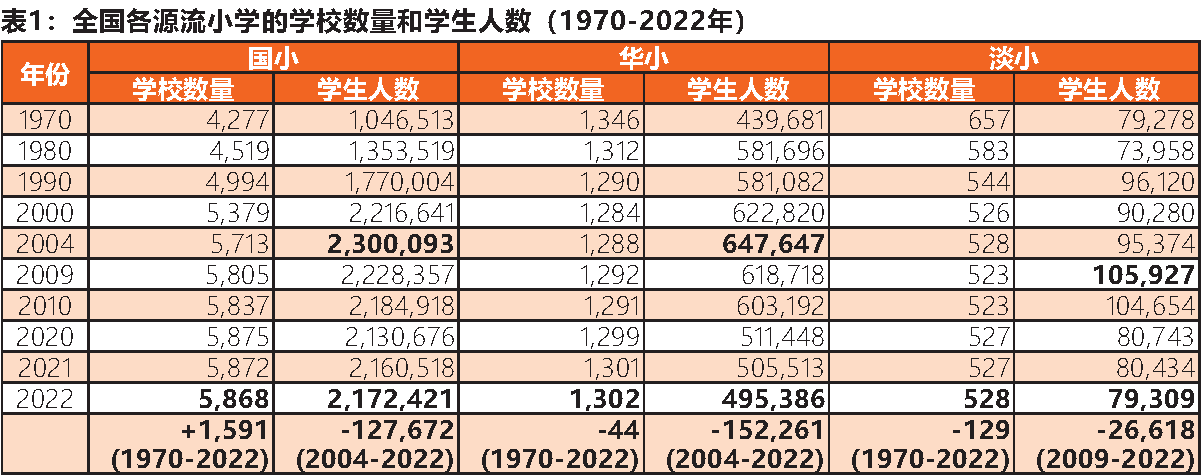 表1：全国各源流小学的学校数量和学生人数（1970-2022年）
年份 国小 华小 淡小
学校数量 学生人数 学校数量 学生人数 学校数量 学生人数
1970 4,277 1,046,513 1,346 439,681 657 79,278
1980 4,519 1,353,519 1,312 581,696 583 73,958
1990 4,994 1,770,004 1,290 581,082 544 96,120
2000 5,379 2,216,641 1,284 622,820 526 90,280
2004 5,713 2,300,093 1,288 647,647 528 95,374
2009 5,805 2,228,357 1,292 618,718 523 105,927
2010 5,837 2,184,918 1,291 603,192 523 104,654
2020 5,875 2,130,676 1,299 511,448 527 80,743
2021 5,872 2,160,518 1,301 505,513 527 80,434
2022 5,868 2,172,421 1,302 495,386 528 79,309
+1,591 -127,672 -44 -152,261 -129 -26,618
(1970-2022) (2004-2022) (1970-2022) (2004-2022) (1970-2022) (2009-2022)